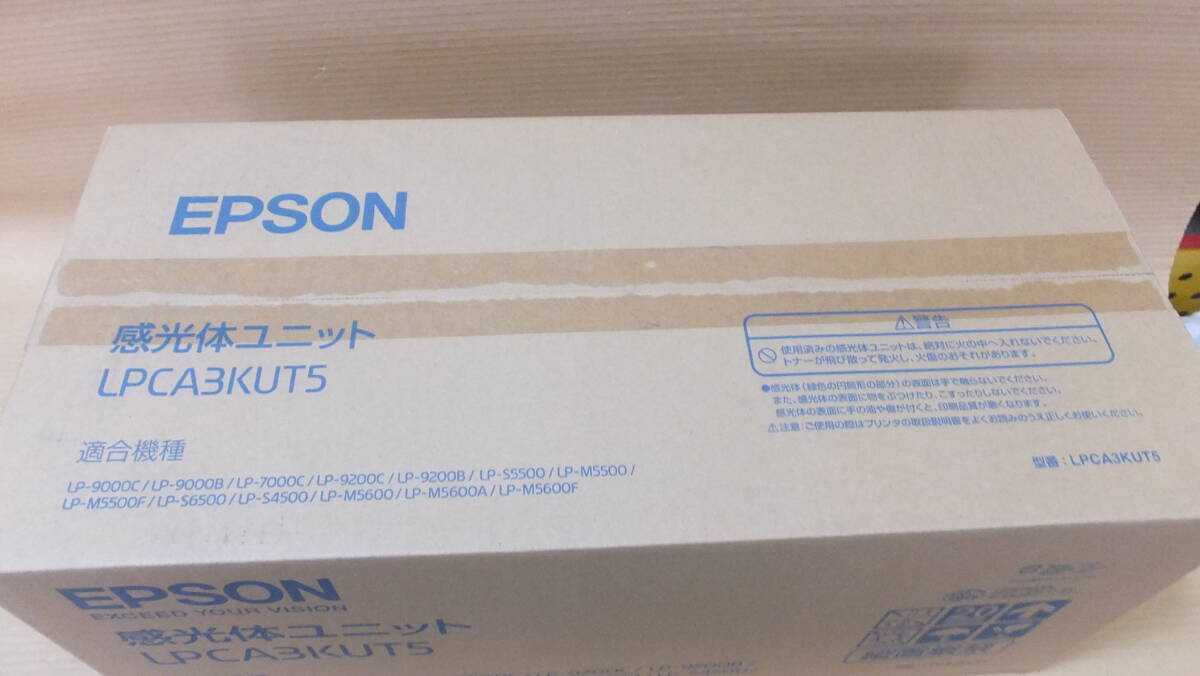 EPSON
感光体ユニット
LPCA3KUT5
適合機種
LP-9000C / LP-9000B / LP-7000C / LP-9200C / LP-9200B / LP-S5500 / LP-M5500 /
LP-M5500F / LP-S6500 / LP-S4500 / LP-M5600 / LP-M5600A / LP-M5600F
⚠警告
使用済みの感光体ユニットは、絶対に火の中へ入れないでください。
トナーが飛び散って発火し、火傷のおそれがあります。
●感光体（緑色の円筒形の部分）の表面は手で触らないでください。
また、感光体の表面に物をぶつけたり、こすったりしないでください。
感光体の表面に手の油や傷が付くと、印刷品質が悪くなります。
⚠注意：ご使用の際はプリンタの取扱説明書をよくお読みのうえ正しくお使いください。
型番：LPCA3KUT5
EPSON
EXCEED YOUR VISION
感光体ユニット
LPCA3KUT5
LP-9200C / LP-9200B /